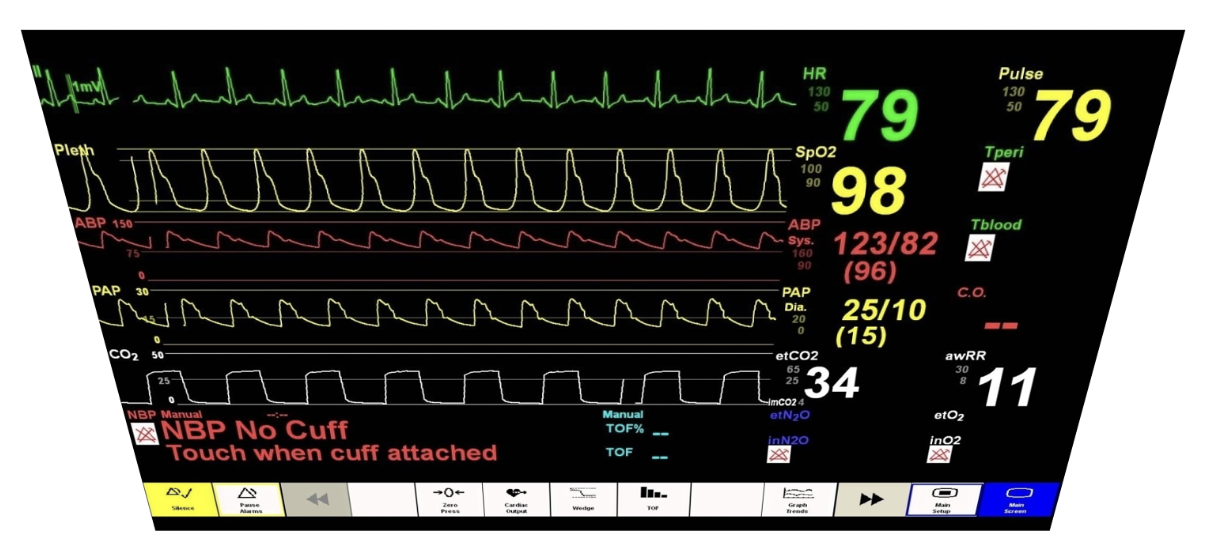 II
1mV
HR
130
50
79
Pulse
130
50
79
Pleth
SpO2
100
90
98
Tperi
ABP 150
75
0
ABP
Sys.
160
90
123/82
(96)
Tblood
PAP 30
15
0
PAP
Dia.
20
0
25/10
(15)
C.O.
--
CO2 50
25
0
etCO2
65
25
34
imCO2 4
awRR
30
8
11
NBP Manual --:--
NBP No Cuff
Touch when cuff attached
Manual
TOF% --
TOF --
etN2O
inN2O
etO2
inO2
Silence
Pause Alarms
Zero Press
Cardiac Output
Wedge
TOF
Graph Trends
Main Setup
Main Screen